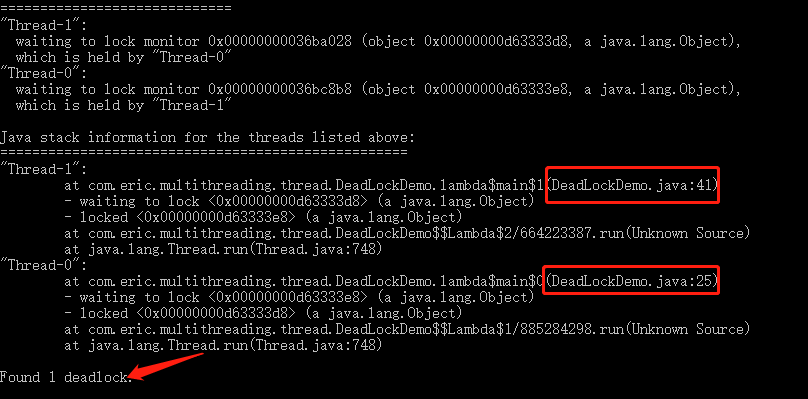 =============================
"Thread-1":
  waiting to lock monitor 0x00000000036ba028 (object 0x00000000d63333d8, a java.lang.Object),
  which is held by "Thread-0"
"Thread-0":
  waiting to lock monitor 0x00000000036bc8b8 (object 0x00000000d63333e8, a java.lang.Object),
  which is held by "Thread-1"
Java stack information for the threads listed above:
===================================================
"Thread-1":
        at com.eric.multithreading.thread.DeadLockDemo.lambda$main$1(DeadLockDemo.java:41)
        - waiting to lock <0x00000000d63333d8> (a java.lang.Object)
        - locked <0x00000000d63333e8> (a java.lang.Object)
        at com.eric.multithreading.thread.DeadLockDemo$$Lambda$2/664223387.run(Unknown Source)
        at java.lang.Thread.run(Thread.java:748)
"Thread-0":
        at com.eric.multithreading.thread.DeadLockDemo.lambda$main$0(DeadLockDemo.java:25)
        - waiting to lock <0x00000000d63333e8> (a java.lang.Object)
        - locked <0x00000000d63333d8> (a java.lang.Object)
        at com.eric.multithreading.thread.DeadLockDemo$$Lambda$1/885284298.run(Unknown Source)
        at java.lang.Thread.run(Thread.java:748)
Found 1 deadlock.